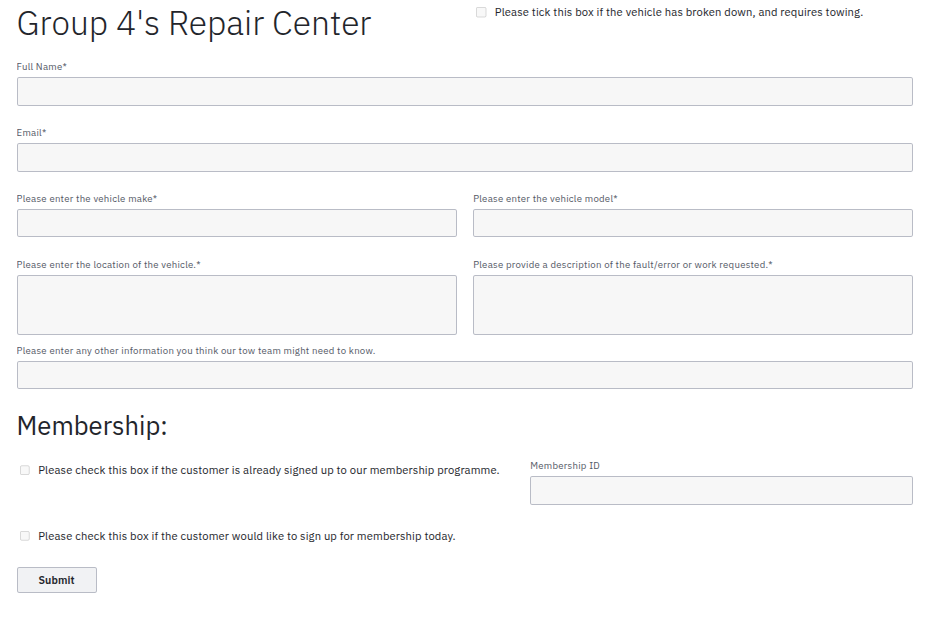 Group 4's Repair Center
Please tick this box if the vehicle has broken down, and requires towing.
Full Name*
Email*
Please enter the vehicle make*
Please enter the vehicle model*
Please enter the location of the vehicle.*
Please provide a description of the fault/error or work requested.*
Please enter any other information you think our tow team might need to know.
Membership:
Please check this box if the customer is already signed up to our membership programme.
Membership ID
Please check this box if the customer would like to sign up for membership today.
Submit